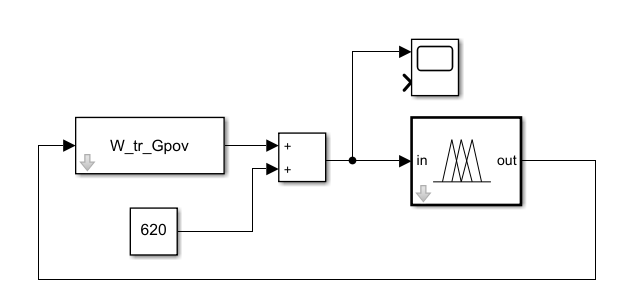 W_tr_Gpov
+
+
620
in
out